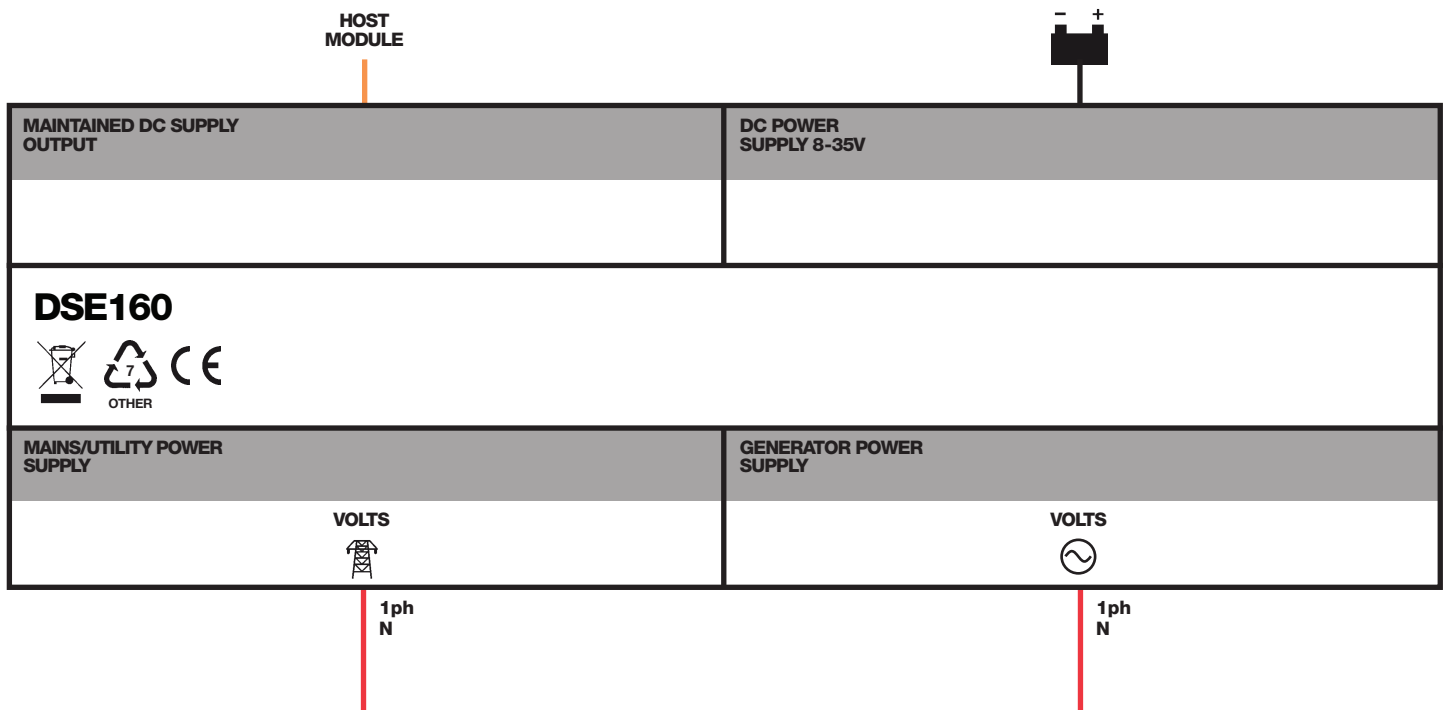 HOST
MODULE
− +
MAINTAINED DC SUPPLY
OUTPUT
DC POWER
SUPPLY 8-35V
DSE160
7
CE
OTHER
MAINS/UTILITY POWER
SUPPLY
GENERATOR POWER
SUPPLY
VOLTS
VOLTS
1ph
N
1ph
N